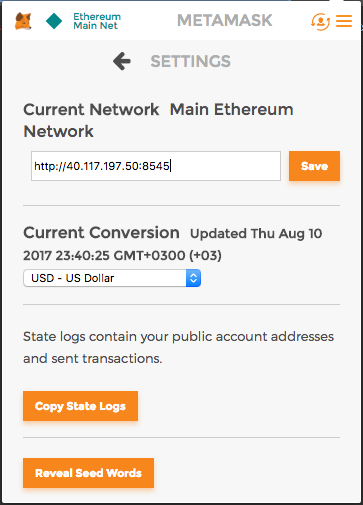 Ethereum
Main Net
METAMASK
SETTINGS
Current Network Main Ethereum
Network
http://40.117.197.50:8545
Save
Current Conversion Updated Thu Aug 10
2017 23:40:25 GMT+0300 (+03)
USD - US Dollar
State logs contain your public account addresses
and sent transactions.
Copy State Logs
Reveal Seed Words